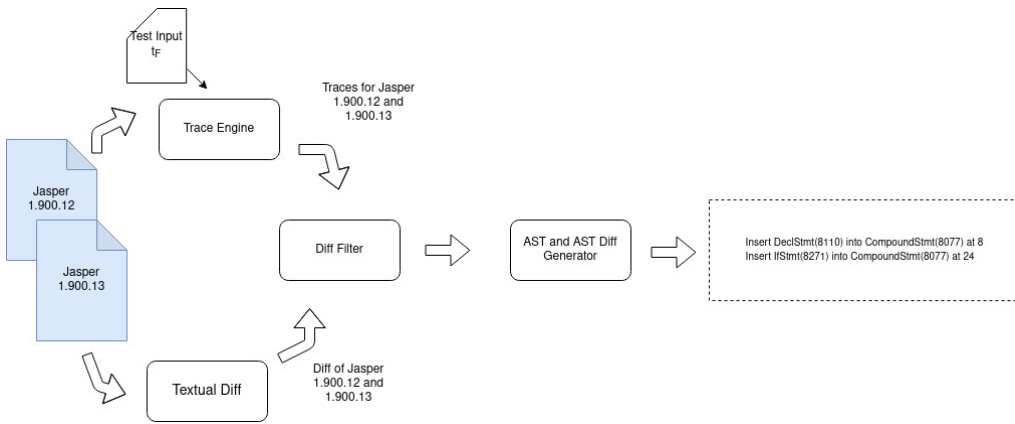 Test Input
tF
Traces for Jasper
1.900.12 and
1.900.13
Trace Engine
Jasper
1.900.12
Jasper
1.900.13
Diff Filter
AST and AST Diff
Generator
Insert DeclStmt(8110) into CompoundStmt(8077) at 8
Insert IfStmt(8271) into CompoundStmt(8077) at 24
Textual Diff
Diff of Jasper
1.900.12 and
1.900.13